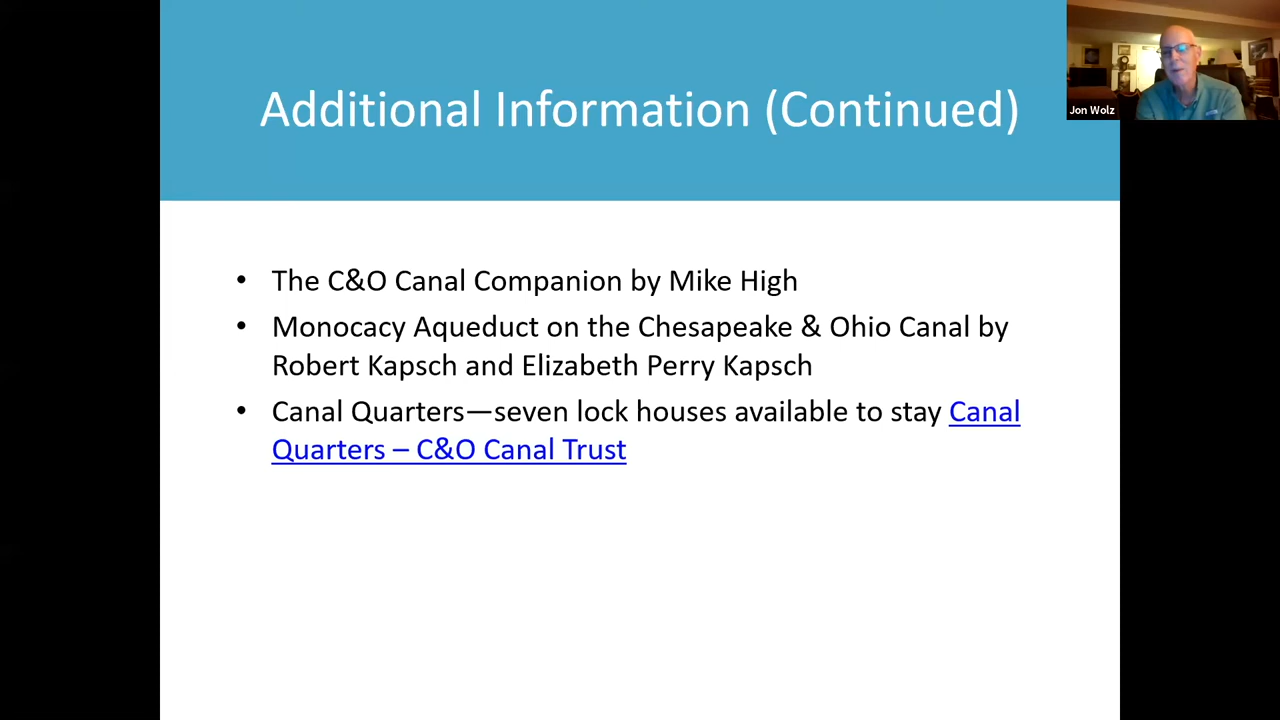 Additional Information (Continued)
Jon Wolz
• The C&O Canal Companion by Mike High
• Monocacy Aqueduct on the Chesapeake & Ohio Canal by
Robert Kapsch and Elizabeth Perry Kapsch
• Canal Quarters—seven lock houses available to stay Canal
Quarters – C&O Canal Trust